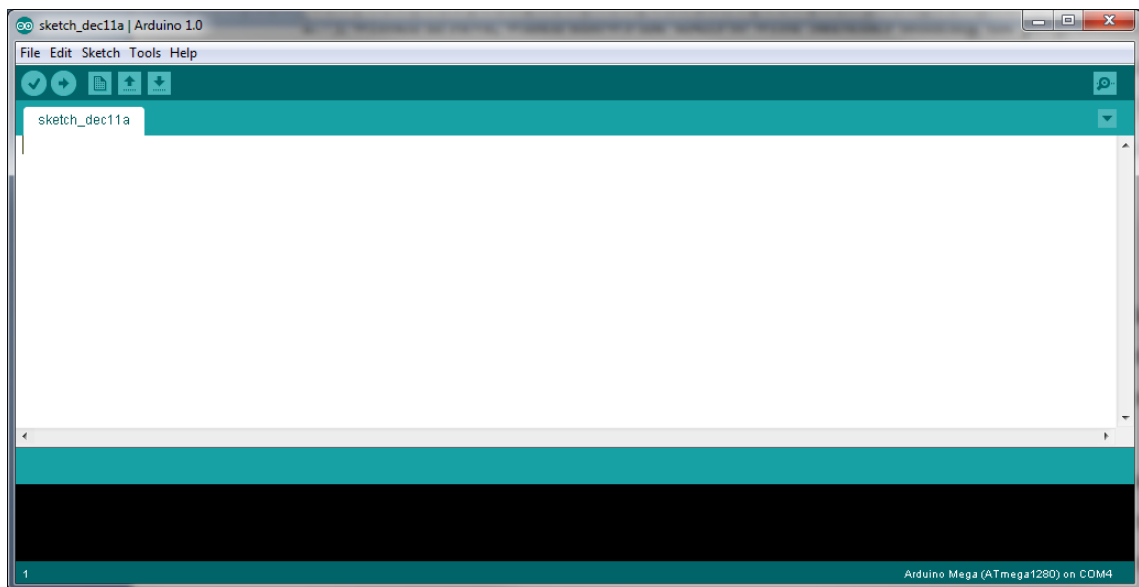 sketch_dec11a | Arduino 1.0
File Edit Sketch Tools Help
sketch_dec11a
1 Arduino Mega (ATmega1280) on COM4